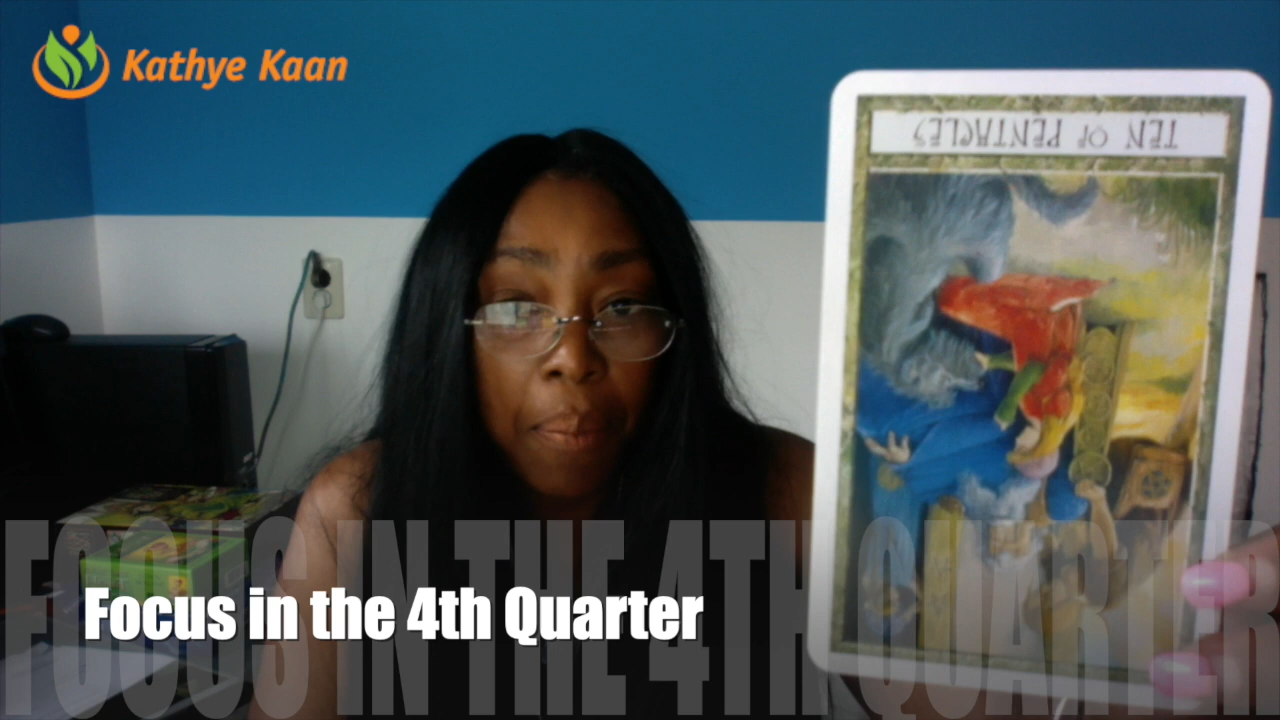 Kathye Kaan
TEN OF PENTACLES
FOCUS IN THE 4TH QUARTER
Focus in the 4th Quarter